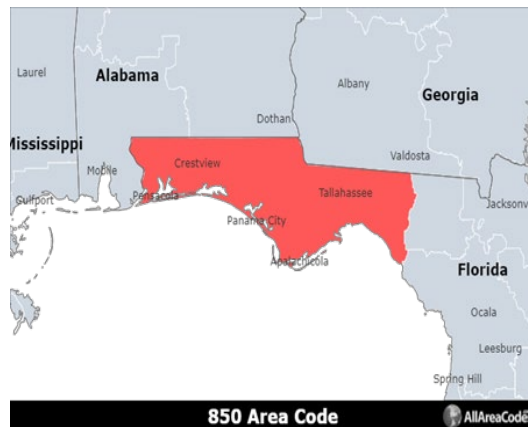 Laurel
Alabama
Albany
Georgia
Dothan
Mississippi
Crestview
Valdosta
Mobile
Tallahassee
Gulfport
Pensacola
Jacksonv
Panama City
Apalachicola
Florida
Ocala
Leesburg
Spring Hill
850 Area Code
AllAreaCode